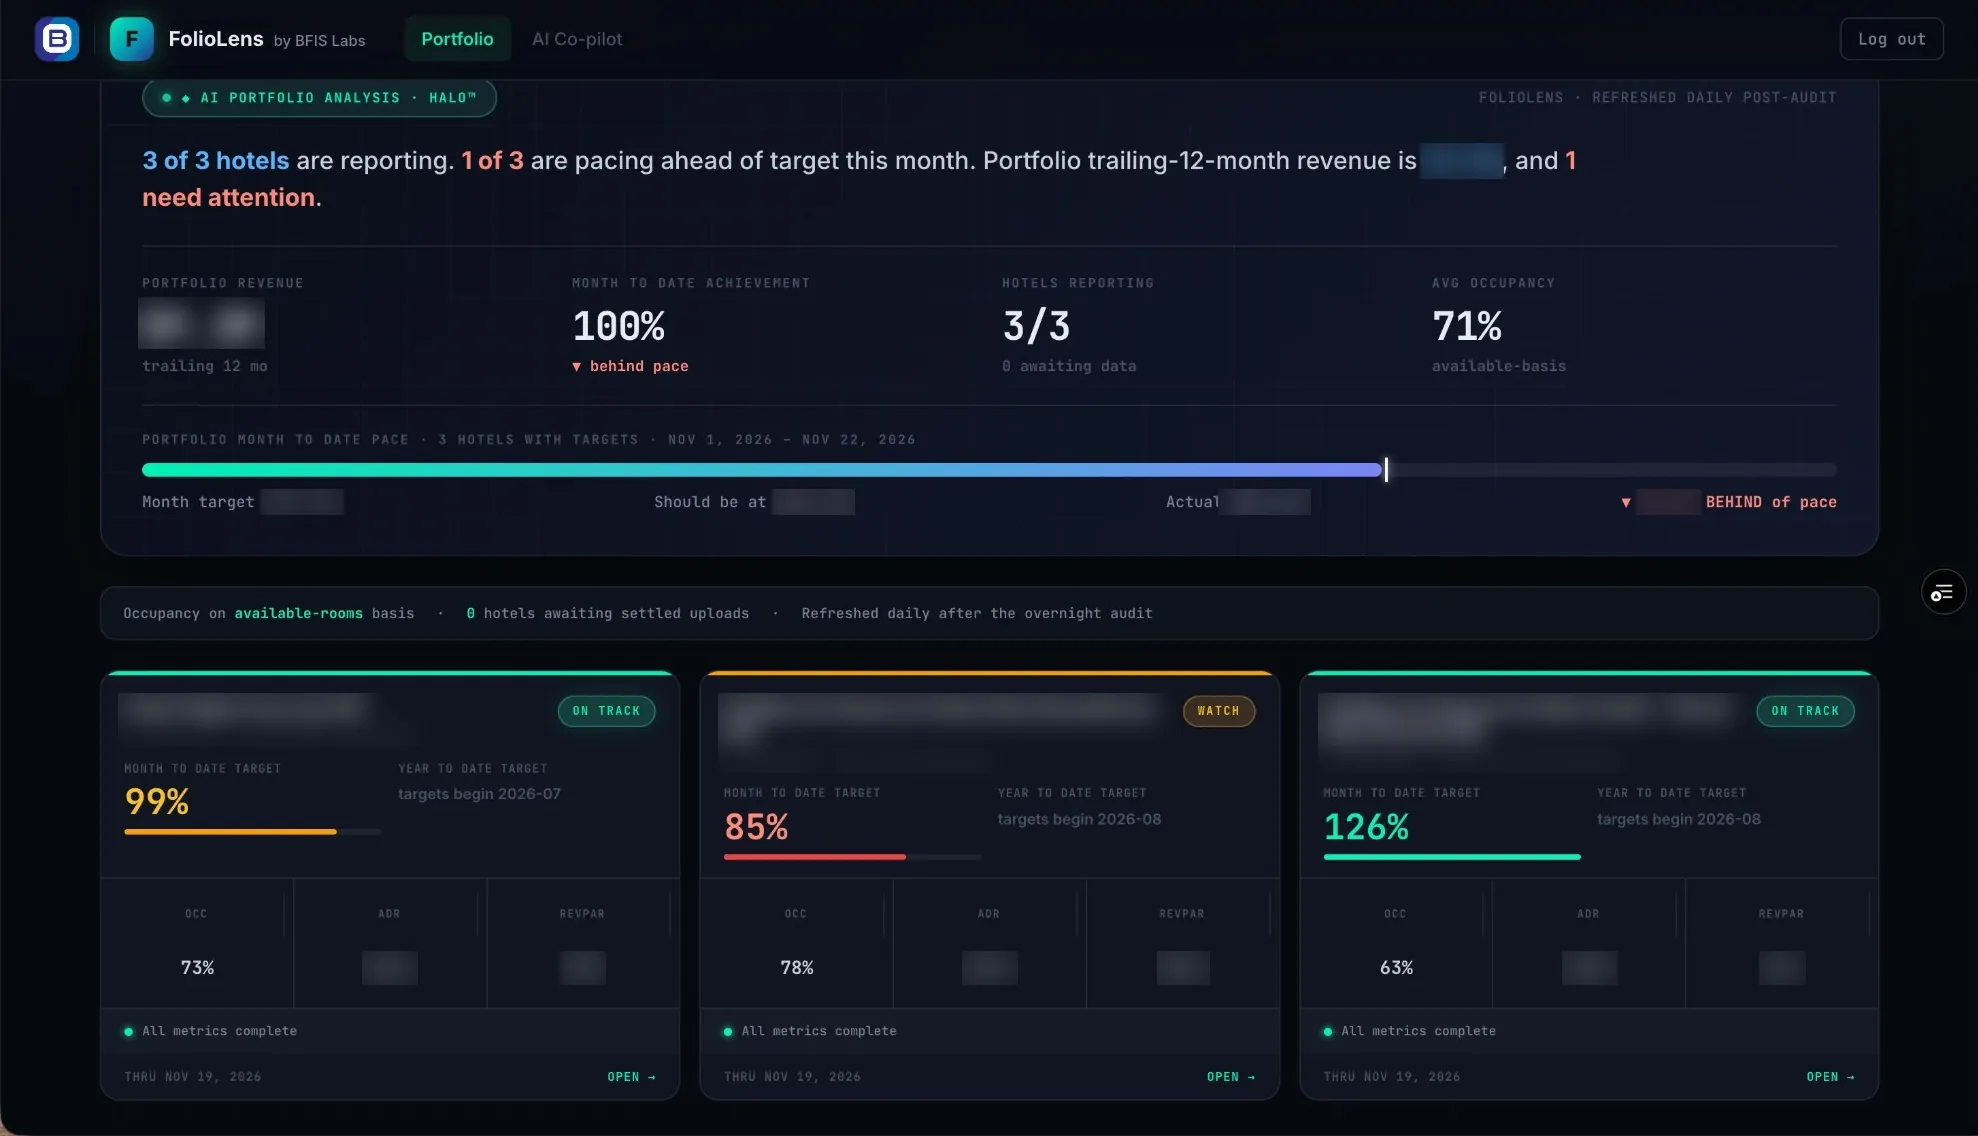 B F FolioLens by BFIS Labs Portfolio AI Co-pilot Log out
◆ AI PORTFOLIO ANALYSIS · HALO™ FOLIOLENS · REFRESHED DAILY POST-AUDIT
3 of 3 hotels are reporting. 1 of 3 are pacing ahead of target this month. Portfolio trailing-12-month revenue is , and 1
need attention.
PORTFOLIO REVENUE MONTH TO DATE ACHIEVEMENT HOTELS REPORTING AVG OCCUPANCY
100% 3/3 71%
trailing 12 mo ▼ behind pace 0 awaiting data available-basis
PORTFOLIO MONTH TO DATE PACE · 3 HOTELS WITH TARGETS · NOV 1, 2026 – NOV 22, 2026
Month target Should be at Actual ▼ BEHIND of pace
Occupancy on available-rooms basis · 0 hotels awaiting settled uploads · Refreshed daily after the overnight audit
ON TRACK
MONTH TO DATE TARGET YEAR TO DATE TARGET
99% targets begin 2026-07
OCC ADR REVPAR
73%
All metrics complete
THRU NOV 19, 2026 OPEN →
WATCH
MONTH TO DATE TARGET YEAR TO DATE TARGET
85% targets begin 2026-08
OCC ADR REVPAR
78%
All metrics complete
THRU NOV 19, 2026 OPEN →
ON TRACK
MONTH TO DATE TARGET YEAR TO DATE TARGET
126% targets begin 2026-08
OCC ADR REVPAR
63%
All metrics complete
THRU NOV 19, 2026 OPEN →